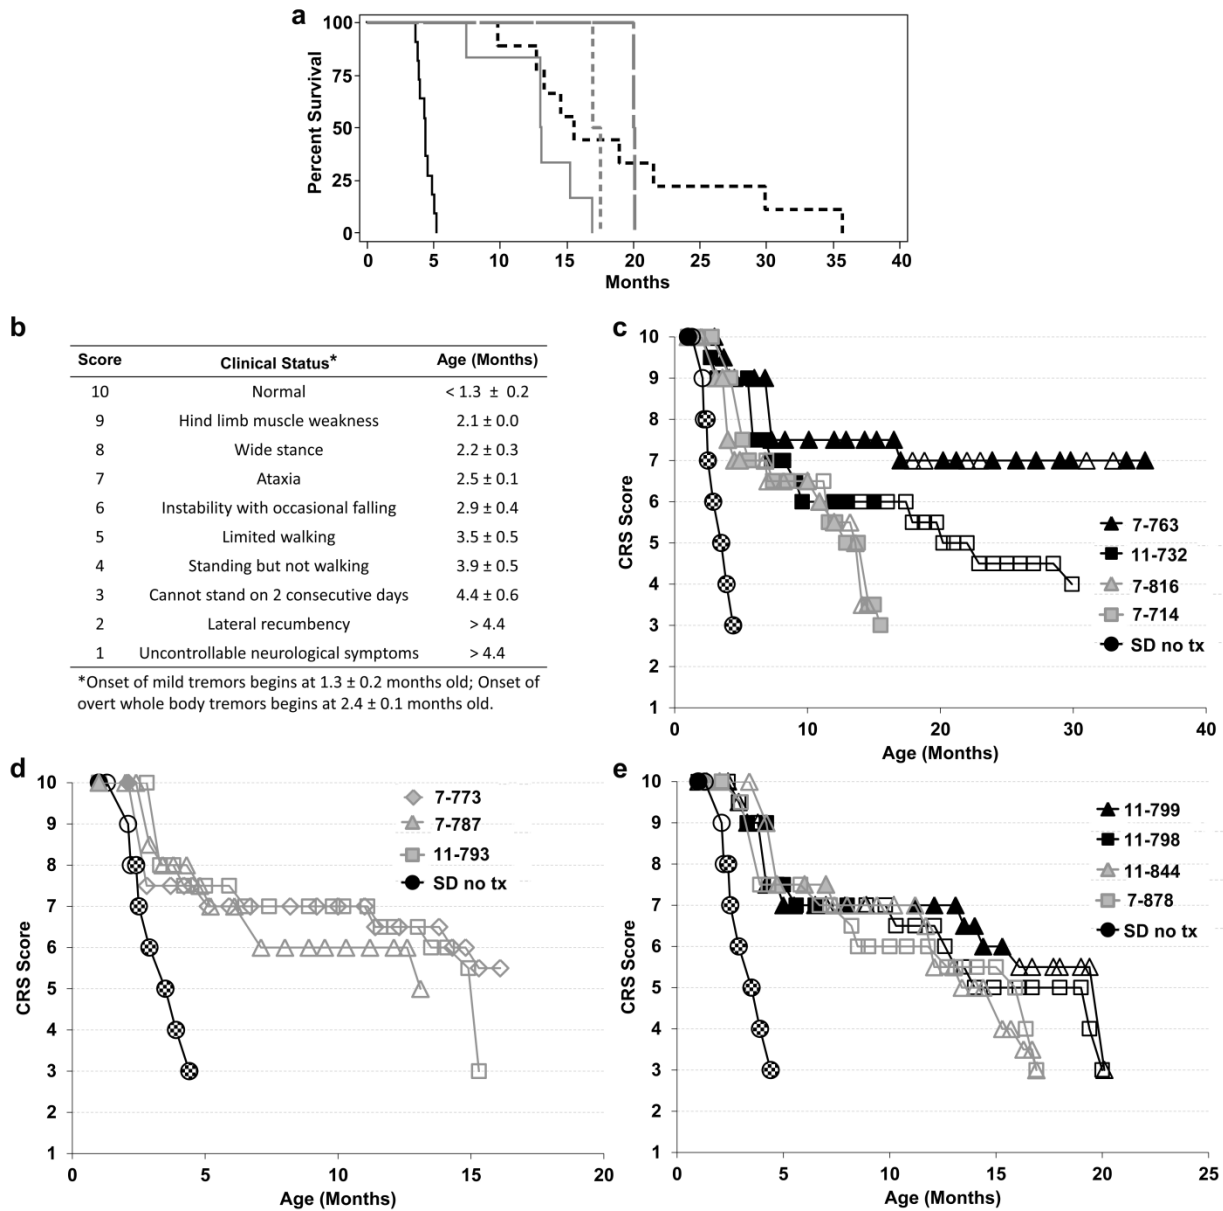 a
Percent Survival
100
75
50
25
0
0 5 10 15 20 25 30 35 40
Months
b
Score Clinical Status* Age (Months)
10 Normal < 1.3 ± 0.2
9 Hind limb muscle weakness 2.1 ± 0.0
8 Wide stance 2.2 ± 0.3
7 Ataxia 2.5 ± 0.1
6 Instability with occasional falling 2.9 ± 0.4
5 Limited walking 3.5 ± 0.5
4 Standing but not walking 3.9 ± 0.5
3 Cannot stand on 2 consecutive days 4.4 ± 0.6
2 Lateral recumbency > 4.4
1 Uncontrollable neurological symptoms > 4.4
*Onset of mild tremors begins at 1.3 ± 0.2 months old; Onset of
overt whole body tremors begins at 2.4 ± 0.1 months old.
c
CRS Score
10
9
8
7
6
5
4
3
2
1
7-763
11-732
7-816
7-714
SD no tx
0 10 20 30 40
Age (Months)
d
CRS Score
10
9
8
7
6
5
4
3
2
1
7-773
7-787
11-793
SD no tx
0 5 10 15 20
Age (Months)
e
CRS Score
10
9
8
7
6
5
4
3
2
1
11-799
11-798
11-844
7-878
SD no tx
0 5 10 15 20 25
Age (Months)